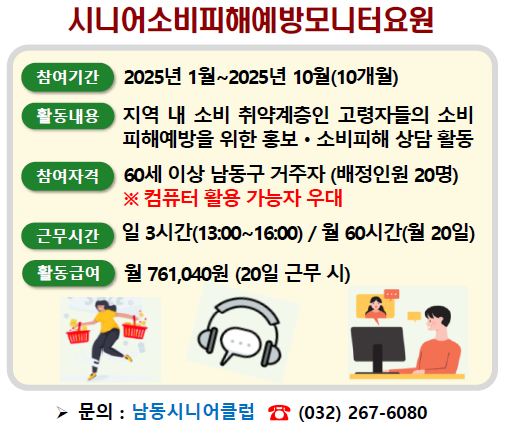 시니어소비피해예방모니터요원
참여기간 2025년 1월~2025년 10월(10개월)
활동내용 지역 내 소비 취약계층인 고령자들의 소비
피해예방을 위한 홍보・소비피해 상담 활동
참여자격 60세 이상 남동구 거주자 (배정인원 20명)
※ 컴퓨터 활용 가능자 우대
근무시간 일 3시간(13:00~16:00) / 월 60시간(월 20일)
활동급여 월 761,040원 (20일 근무 시)
➢ 문의 : 남동시니어클럽 ☎ (032) 267-6080